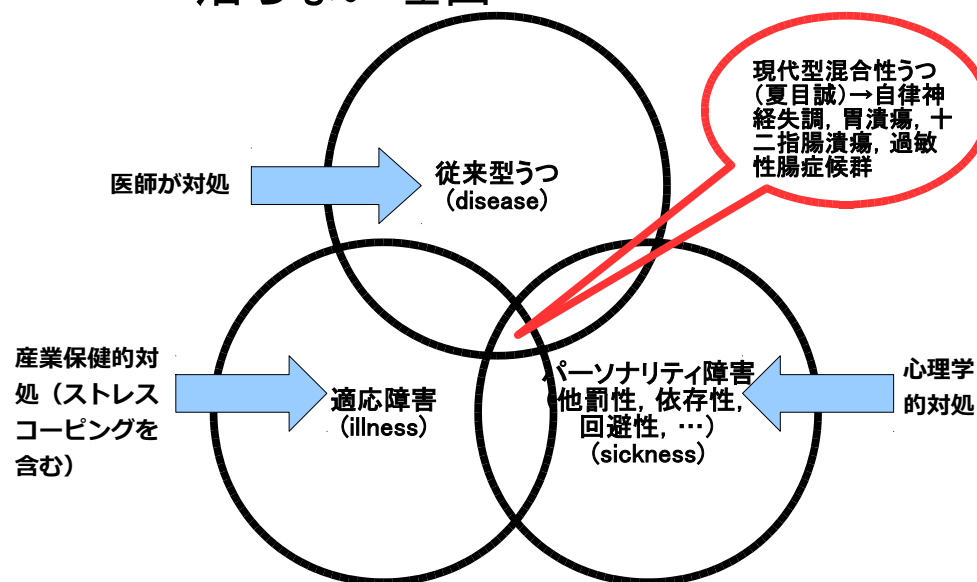 現代型混合性うつ
(夏目誠)→自律神
経失調, 胃潰瘍, 十
二指腸潰瘍, 過敏
性腸症候群
医師が対処
従来型うつ
(disease)
産業保健的対
処（ストレス
コーピングを
含む）
適応障害
(illness)
パーソナリティ障害
(他罰性, 依存性,
回避性, …)
(sickness)
心理学
的対処